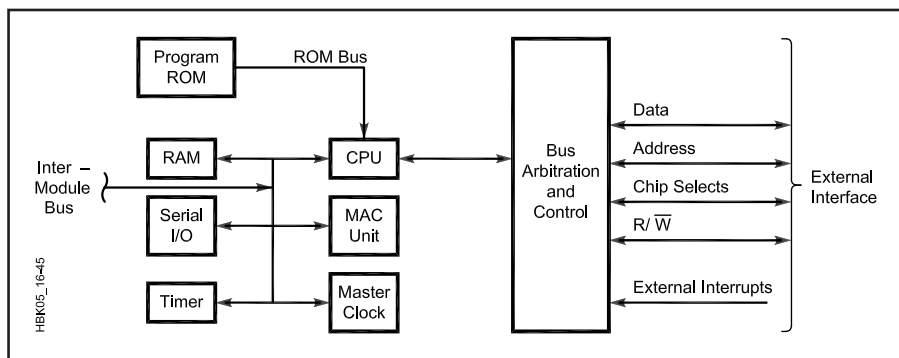 Program
ROM
ROM Bus
RAM
CPU
Inter –
Module
Bus
Serial
I/O
MAC
Unit
Timer
Master
Clock
Bus
Arbitration
and
Control
Data
Address
Chip Selects
R/ W̅
External Interrupts
External
Interface
HBK05_16-45